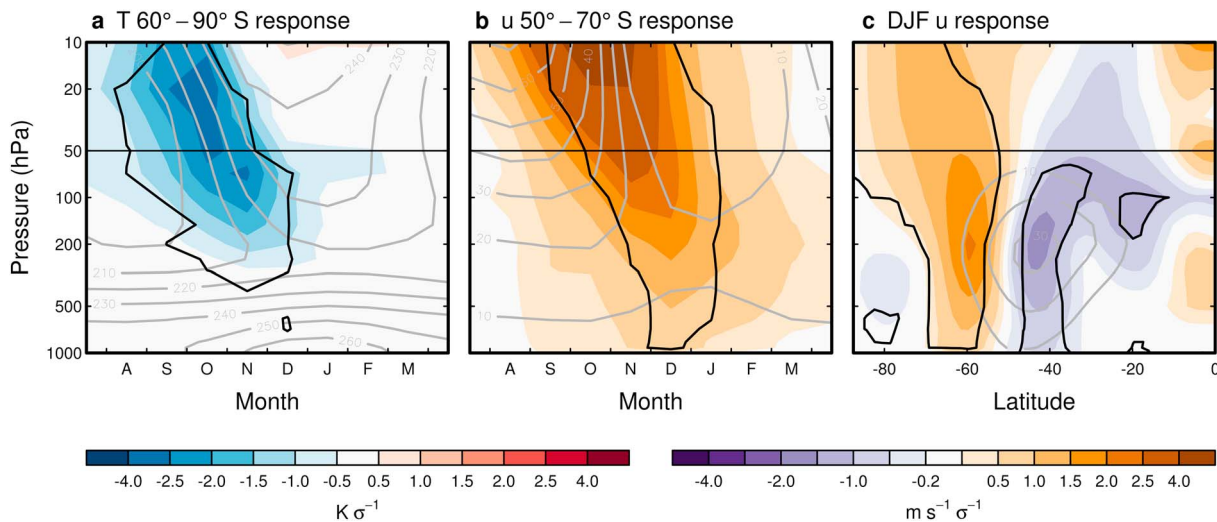 a T 60° – 90° S response
b u 50° – 70° S response
c DJF u response
Pressure (hPa)
10
20
50
100
200
500
1000
240
230
220
210
220
230
240
250
260
A S O N D J F M
Month
40
30
20
10
10
20
A S O N D J F M
Month
10
30
-80 -60 -40 -20 0
Latitude
-4.0 -2.5 -2.0 -1.5 -1.0 -0.5 0.5 1.0 1.5 2.0 2.5 4.0
K σ⁻¹
-4.0 -2.0 -1.0 -0.2 0.5 1.0 1.5 2.0 2.5 4.0
m s⁻¹ σ⁻¹